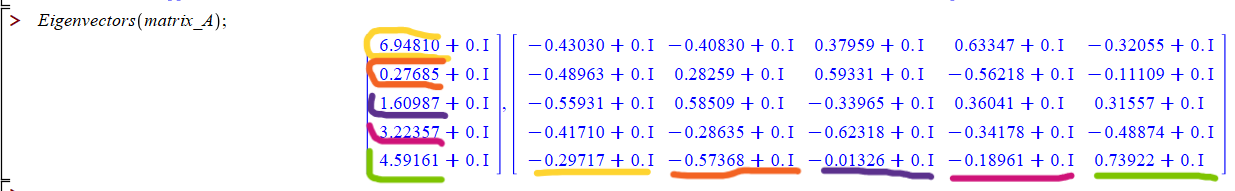 > Eigenvectors(matrix_A);
6.94810 + 0. I −0.43030 + 0. I −0.40830 + 0. I 0.37959 + 0. I 0.63347 + 0. I −0.32055 + 0. I
0.27685 + 0. I −0.48963 + 0. I 0.28259 + 0. I 0.59331 + 0. I −0.56218 + 0. I −0.11109 + 0. I
1.60987 + 0. I , −0.55931 + 0. I 0.58509 + 0. I −0.33965 + 0. I 0.36041 + 0. I 0.31557 + 0. I
3.22357 + 0. I −0.41710 + 0. I −0.28635 + 0. I −0.62318 + 0. I −0.34178 + 0. I −0.48874 + 0. I
4.59161 + 0. I −0.29717 + 0. I −0.57368 + 0. I −0.01326 + 0. I −0.18961 + 0. I 0.73922 + 0. I